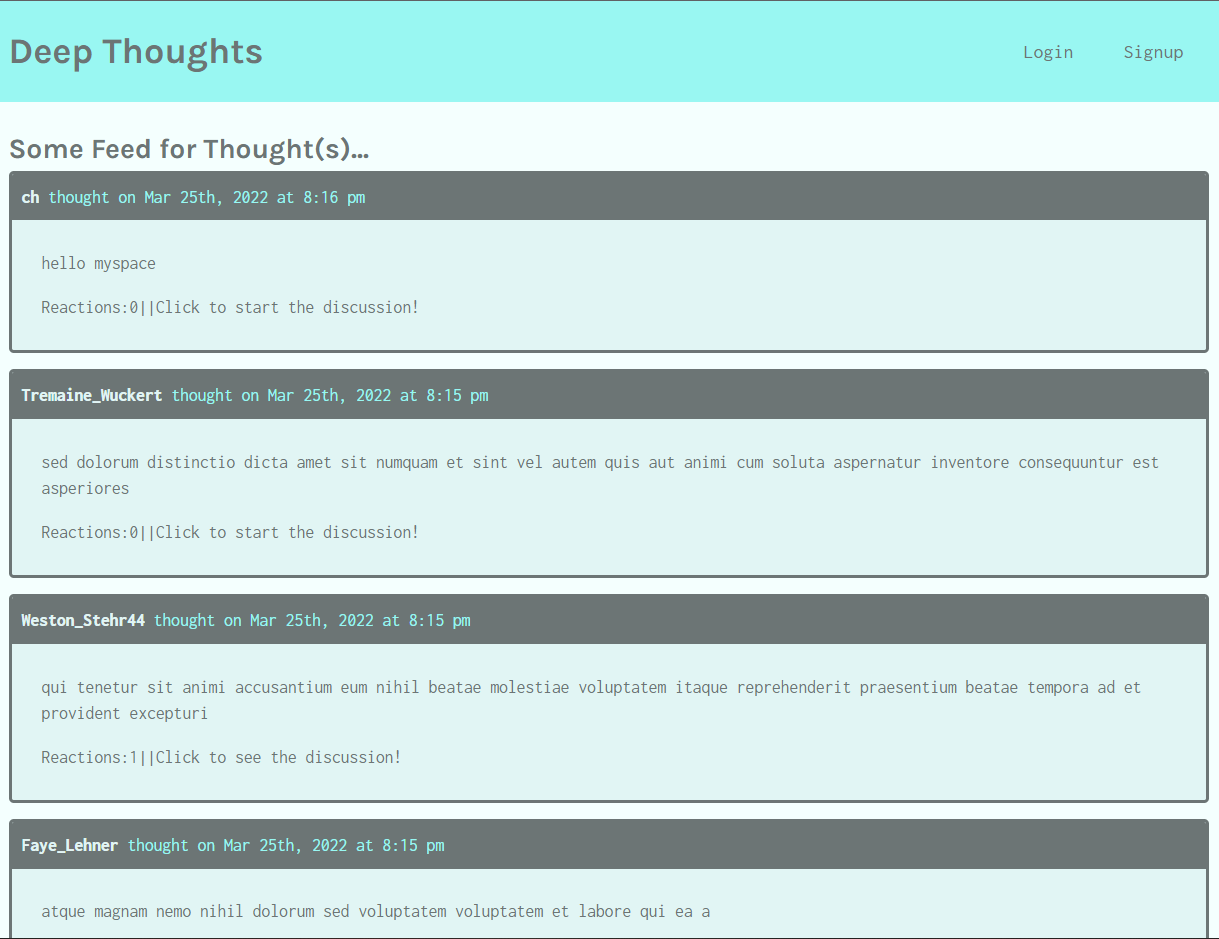 Deep Thoughts
Login
Signup
Some Feed for Thought(s)...
ch thought on Mar 25th, 2022 at 8:16 pm
hello myspace
Reactions:0||Click to start the discussion!
Tremaine_Wuckert thought on Mar 25th, 2022 at 8:15 pm
sed dolorum distinctio dicta amet sit numquam et sint vel autem quis aut animi cum soluta aspernatur inventore consequuntur est
asperiores
Reactions:0||Click to start the discussion!
Weston_Stehr44 thought on Mar 25th, 2022 at 8:15 pm
qui tenetur sit animi accusantium eum nihil beatae molestiae voluptatem itaque reprehenderit praesentium beatae tempora ad et
provident excepturi
Reactions:1||Click to see the discussion!
Faye_Lehner thought on Mar 25th, 2022 at 8:15 pm
atque magnam nemo nihil dolorum sed voluptatem voluptatem et labore qui ea a